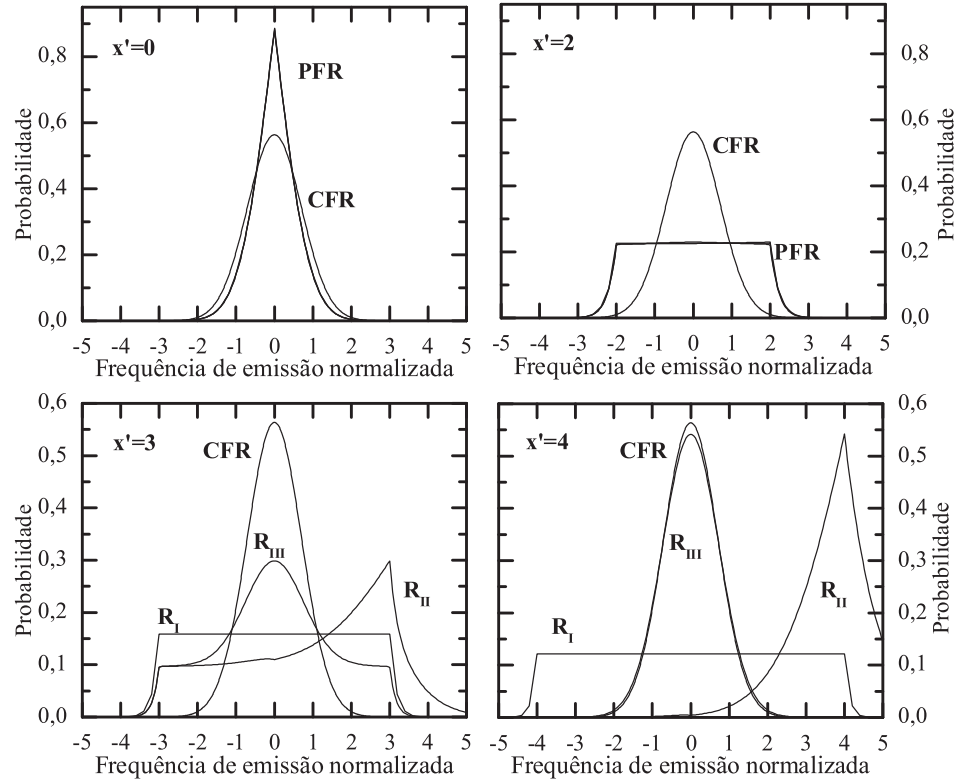 x'=0
PFR
CFR
Probabilidade
0,8
0,6
0,4
0,2
0,0
-5 -4 -3 -2 -1 0 1 2 3 4 5
Frequência de emissão normalizada
x'=2
CFR
PFR
0,8
0,6
0,4
0,2
0,0
Probabilidade
-5 -4 -3 -2 -1 0 1 2 3 4 5
Frequência de emissão normalizada
x'=3
CFR
RIII
RI
RII
Probabilidade
0,6
0,5
0,4
0,3
0,2
0,1
0,0
-5 -4 -3 -2 -1 0 1 2 3 4 5
Frequência de emissão normalizada
x'=4
CFR
RIII
RII
RI
0,6
0,5
0,4
0,3
0,2
0,1
0,0
Probabilidade
-5 -4 -3 -2 -1 0 1 2 3 4 5
Frequência de emissão normalizada